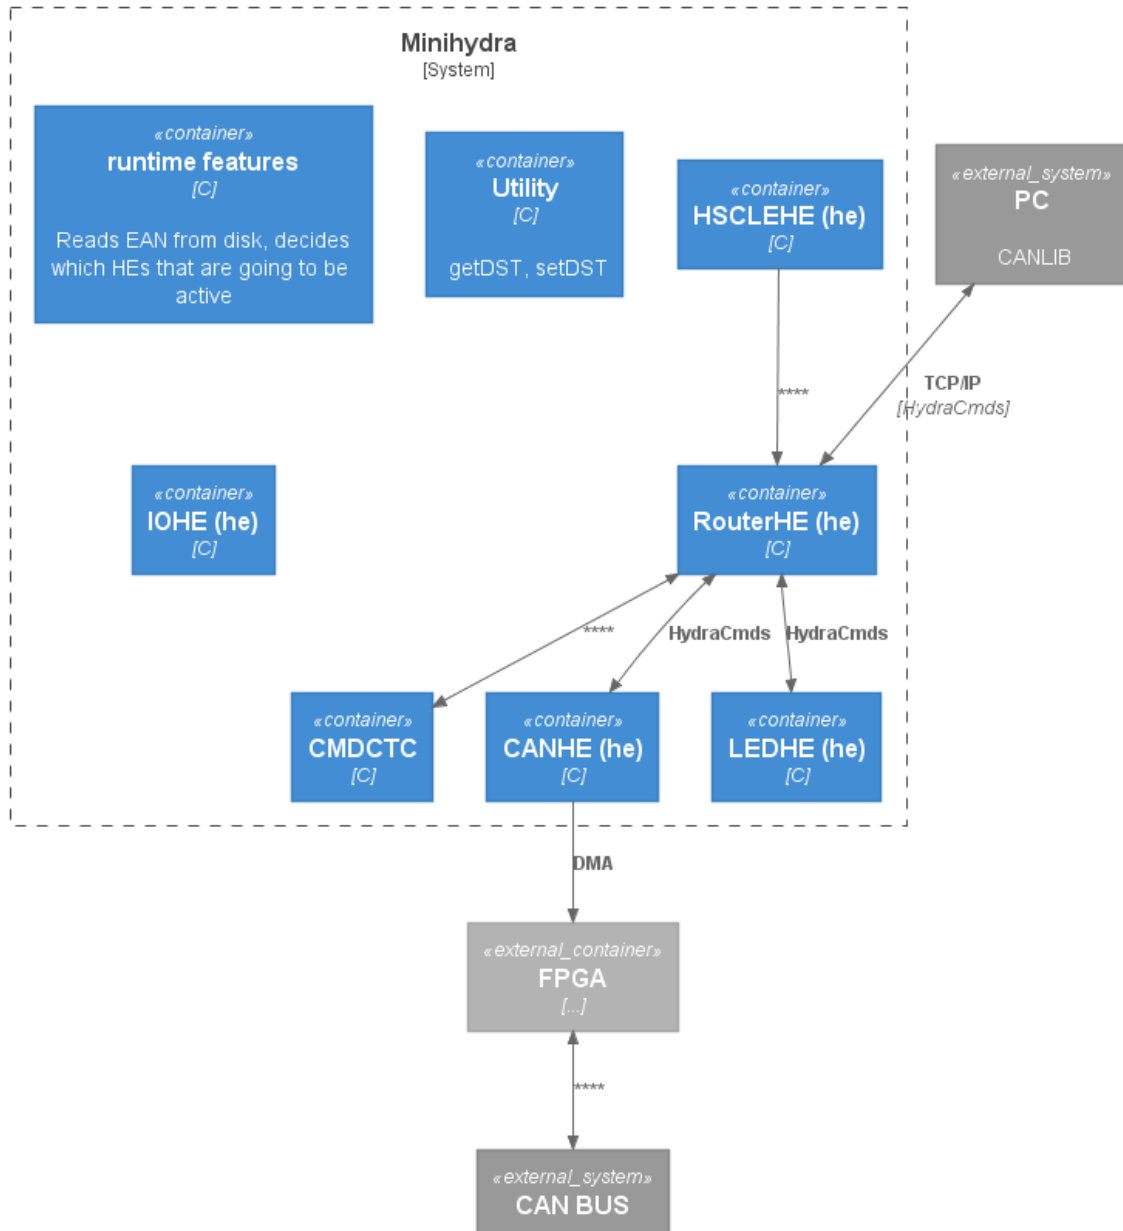 Minihydra
[System]
«container»
runtime features
[C]
Reads EAN from disk, decides
which HEs that are going to be
active
«container»
Utility
[C]
getDST, setDST
«container»
HSCLEHE (he)
[C]
«external_system»
PC
CANLIB
****
TCP/IP
[HydraCmds]
«container»
IOHE (he)
[C]
«container»
RouterHE (he)
[C]
****
HydraCmds
HydraCmds
«container»
CMDCTC
[C]
«container»
CANHE (he)
[C]
«container»
LEDHE (he)
[C]
DMA
«external_container»
FPGA
[...]
****
«external_system»
CAN BUS